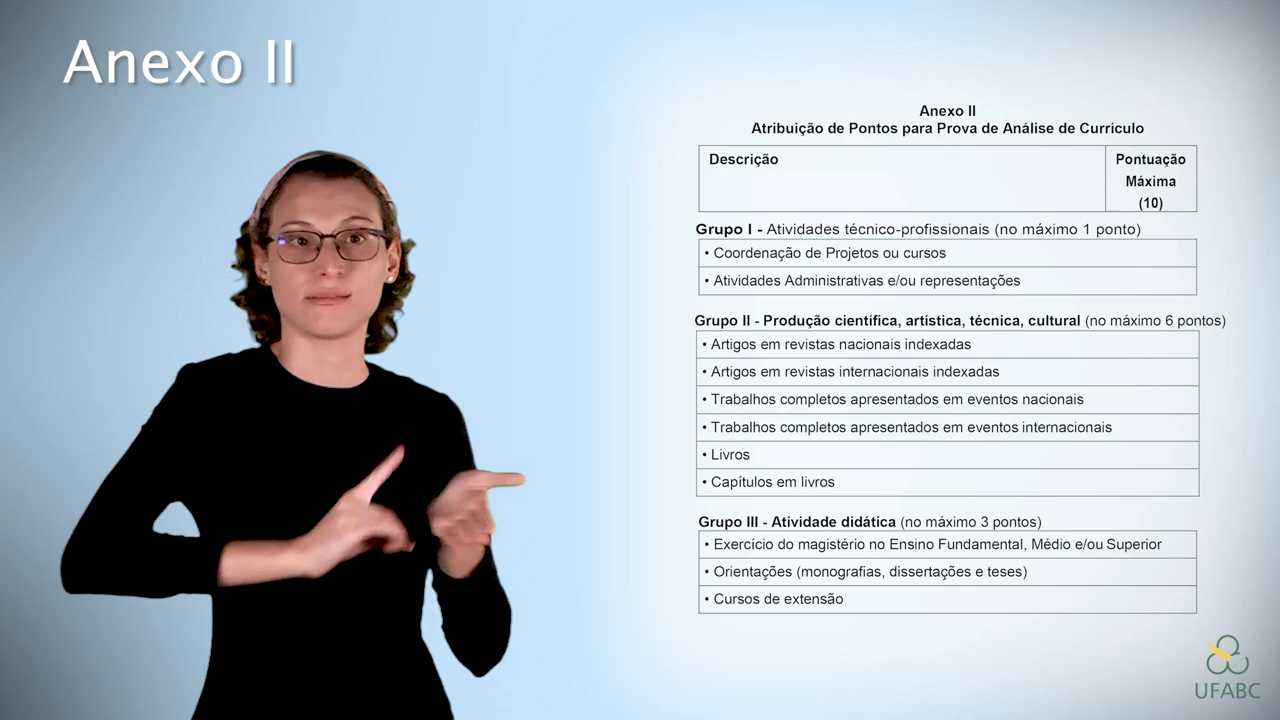 Anexo II
Anexo II
Atribuição de Pontos para Prova de Análise de Currículo
Descrição
Pontuação
Máxima
(10)
Grupo I - Atividades técnico-profissionais (no máximo 1 ponto)
• Coordenação de Projetos ou cursos
• Atividades Administrativas e/ou representações
Grupo II - Produção científica, artística, técnica, cultural (no máximo 6 pontos)
• Artigos em revistas nacionais indexadas
• Artigos em revistas internacionais indexadas
• Trabalhos completos apresentados em eventos nacionais
• Trabalhos completos apresentados em eventos internacionais
• Livros
• Capítulos em livros
Grupo III - Atividade didática (no máximo 3 pontos)
• Exercício do magistério no Ensino Fundamental, Médio e/ou Superior
• Orientações (monografias, dissertações e teses)
• Cursos de extensão
UFABC